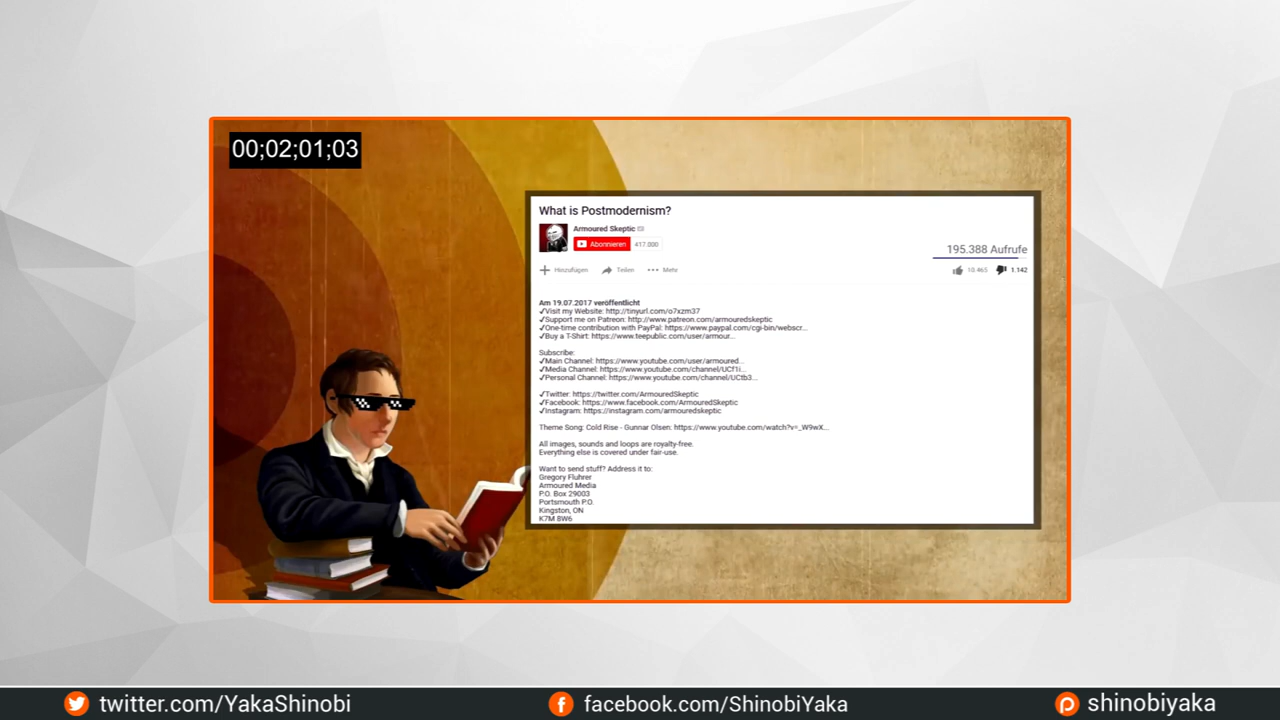 00;02;01;03
What is Postmodernism?
Armoured Skeptic
Abonnieren 417.000
195.388 Aufrufe
Hinzufügen Teilen Mehr
10.465 1.142
Am 19.07.2017 veröffentlicht
✓Visit my Website: http://tinyurl.com/o7xzm37
✓Support me on Patreon: http://www.patreon.com/armouredskeptic
✓One-time contribution with PayPal: https://www.paypal.com/cgi-bin/webscr...
✓Buy a T-Shirt: https://www.teepublic.com/user/armour...
Subscribe:
✓Main Channel: https://www.youtube.com/user/armoured...
✓Media Channel: https://www.youtube.com/channel/UCf1i...
✓Personal Channel: https://www.youtube.com/channel/UCtb3...
✓Twitter: https://twitter.com/ArmouredSkeptic
✓Facebook: https://www.facebook.com/ArmouredSkeptic
✓Instagram: https://instagram.com/armouredskeptic
Theme Song: Cold Rise - Gunnar Olsen: https://www.youtube.com/watch?v=_W9wX...
All images, sounds and loops are royalty-free.
Everything else is covered under fair-use.
Want to send stuff? Address it to:
Gregory Fluhrer
Armoured Media
P.O. Box 29003
Portsmouth P.O.
Kingston, ON
K7M 8W6
twitter.com/YakaShinobi
facebook.com/ShinobiYaka
shinobiyaka